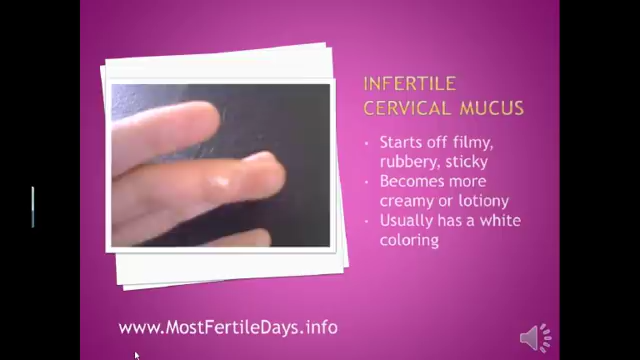 INFERTILE
CERVICAL MUCUS
• Starts off filmy,
rubbery, sticky
• Becomes more
creamy or lotiony
• Usually has a white
coloring
www.MostFertileDays.info